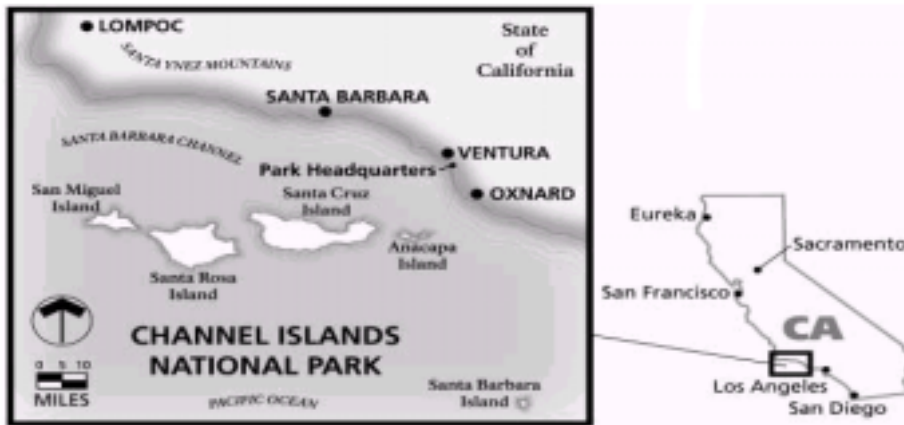 LOMPOC
State
of
California
SANTA YNEZ MOUNTAINS
SANTA BARBARA
SANTA BARBARA CHANNEL
VENTURA
Park Headquarters
OXNARD
San Miguel
Island
Santa Cruz
Island
Anacapa
Island
Santa Rosa
Island
CHANNEL ISLANDS
NATIONAL PARK
0 5 10
MILES
PACIFIC OCEAN
Santa Barbara
Island
Eureka
Sacramento
San Francisco
CA
Los Angeles
San Diego